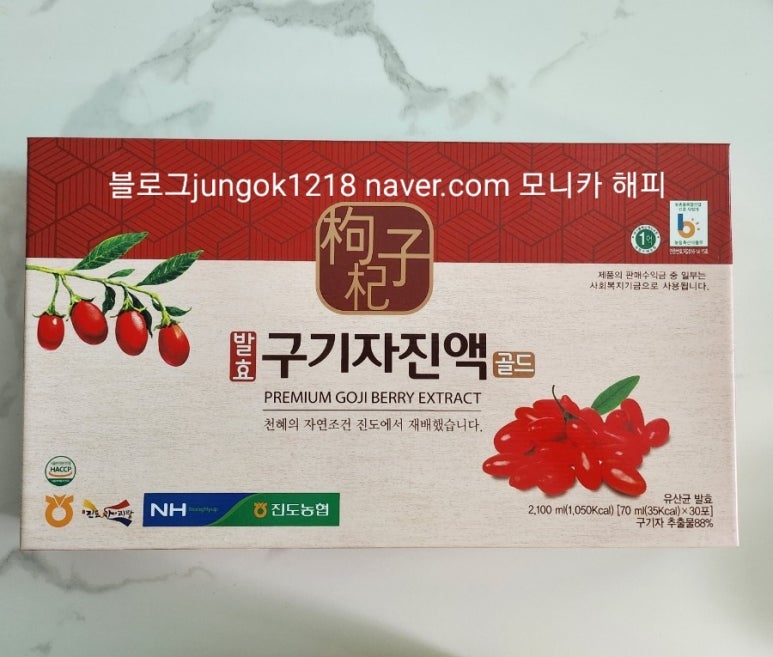 블로그jungok1218 naver.com 모니카 해피
枸杞子
제품의 판매수익금 중 일부는
사회복지기금으로 사용됩니다.
발효 구기자진액 골드
PREMIUM GOJI BERRY EXTRACT
천혜의 자연조건 진도에서 재배했습니다.
HACCP
NH 진도농협
유산균 발효
2,100 ml(1,050Kcal) [70 ml(35Kcal)×30포]
구기자 추출물88%